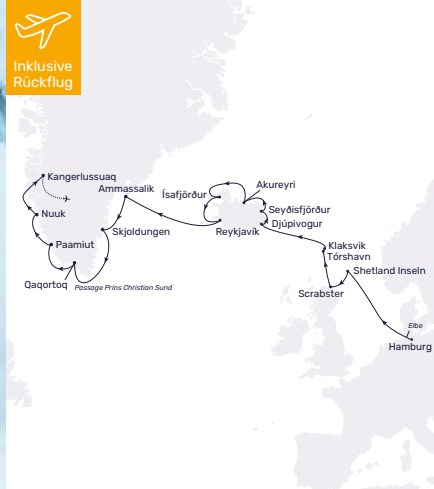 Inklusive
Rückflug
Kangerlussuaq
Ammassalik
Ísafjörður
Akureyri
Nuuk
Seyðisfjörður
Djúpivogur
Skjoldungen
Reykjavík
Paamiut
Klaksvik
Tórshavn
Shetland Inseln
Qaqortoq
Passage Prins Christian Sund
Scrabster
Elbe
Hamburg